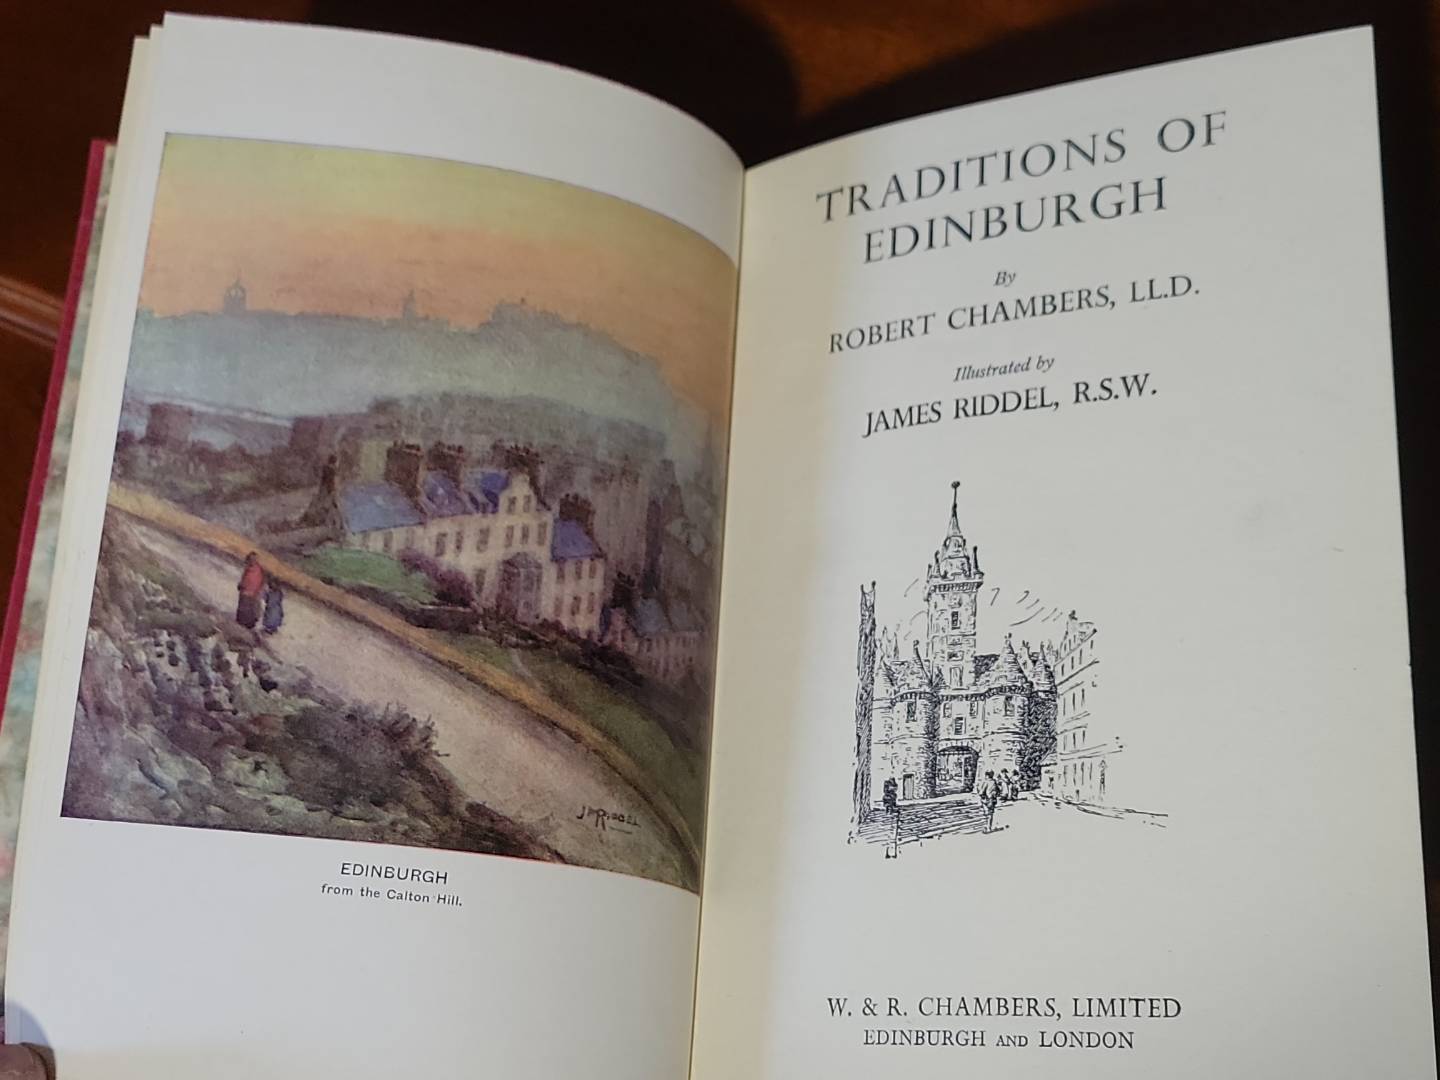 J M RIDDEL
EDINBURGH
from the Calton Hill.
TRADITIONS OF
EDINBURGH
By
ROBERT CHAMBERS, LL.D.
Illustrated by
JAMES RIDDEL, R.S.W.
W. & R. CHAMBERS, LIMITED
EDINBURGH AND LONDON